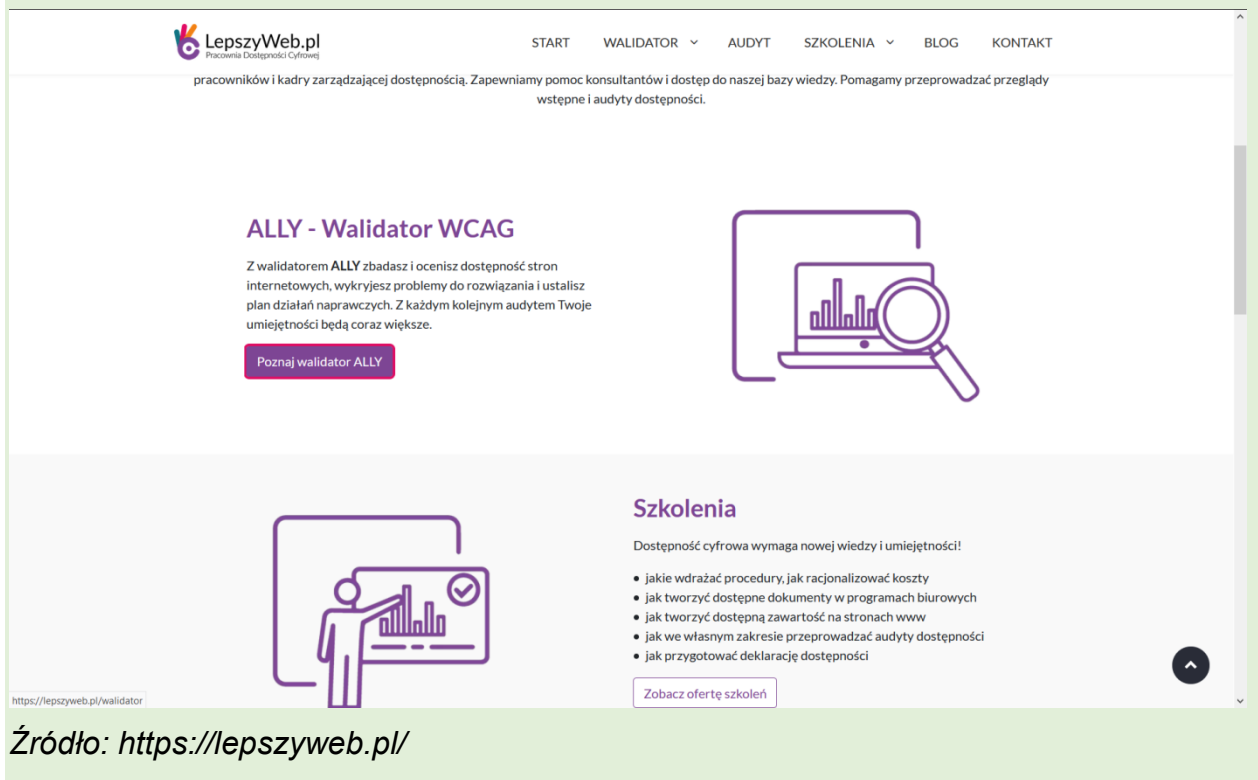 LepszyWeb.pl
Pracownia Dostępności Cyfrowej
START WALIDATOR AUDYT SZKOLENIA BLOG KONTAKT
pracowników i kadry zarządzającej dostępnością. Zapewniamy pomoc konsultantów i dostęp do naszej bazy wiedzy. Pomagamy przeprowadzać przeglądy
wstępne i audyty dostępności.
ALLY - Walidator WCAG
Z walidatorem ALLY zbadasz i ocenisz dostępność stron
internetowych, wykryjesz problemy do rozwiązania i ustalisz
plan działań naprawczych. Z każdym kolejnym audytem Twoje
umiejętności będą coraz większe.
Poznaj walidator ALLY
Szkolenia
Dostępność cyfrowa wymaga nowej wiedzy i umiejętności!
• jakie wdrażać procedury, jak racjonalizować koszty
• jak tworzyć dostępne dokumenty w programach biurowych
• jak tworzyć dostępną zawartość na stronach www
• jak we własnym zakresie przeprowadzać audyty dostępności
• jak przygotować deklarację dostępności
Zobacz ofertę szkoleń
https://lepszyweb.pl/walidator
Źródło: https://lepszyweb.pl/